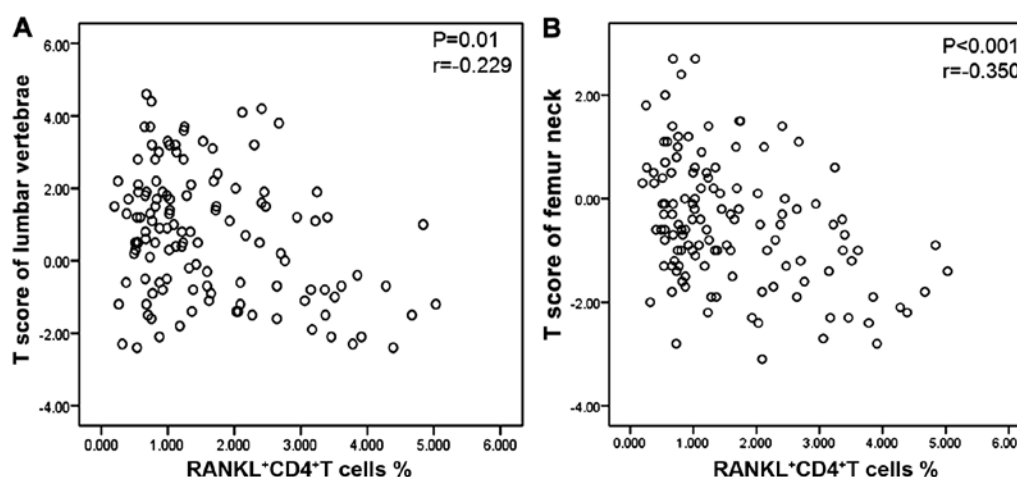 A
P=0.01
r=-0.229
T score of lumbar vertebrae
6.00
4.00
2.00
0.00
-2.00
-4.00
0.000 1.000 2.000 3.000 4.000 5.000 6.000
RANKL⁺CD4⁺T cells %
B
P<0.001
r=-0.350
T score of femur neck
2.00
0.00
-2.00
-4.00
0.000 1.000 2.000 3.000 4.000 5.000 6.00
RANKL⁺CD4⁺T cells %